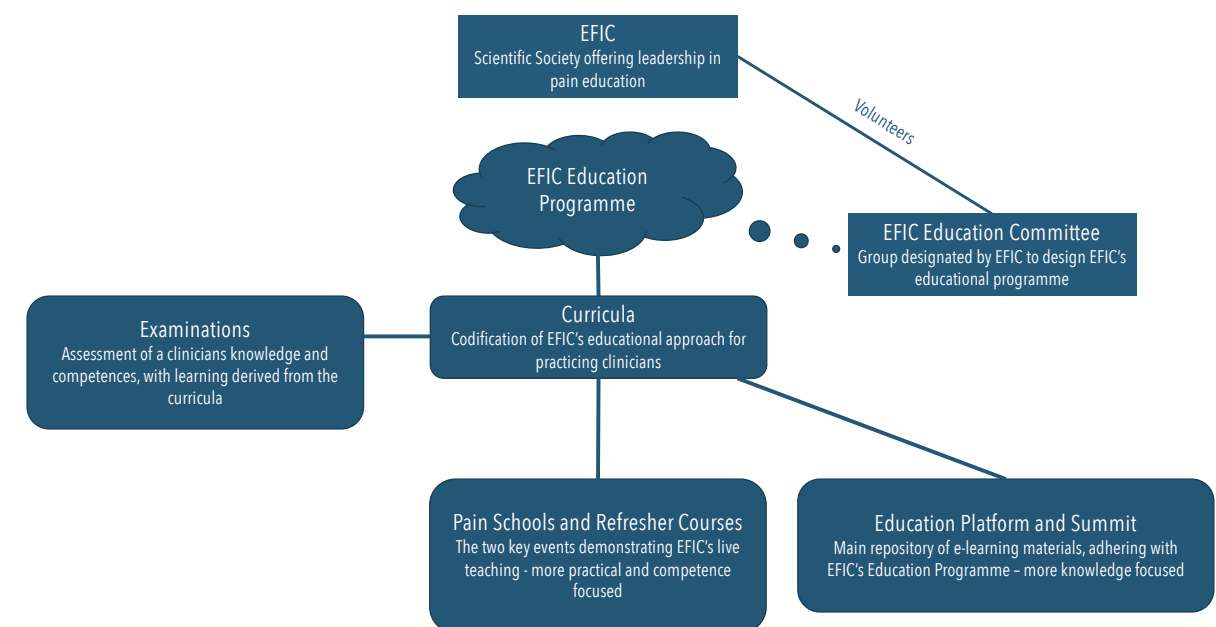 EFIC
Scientific Society offering leadership in
pain education
Volunteers
EFIC Education
Programme
EFIC Education Committee
Group designated by EFIC to design EFIC's
educational programme
Examinations
Assessment of a clinicians knowledge and
competences, with learning derived from the
curricula
Curricula
Codification of EFIC's educational approach for
practicing clinicians
Pain Schools and Refresher Courses
The two key events demonstrating EFIC's live
teaching - more practical and competence
focused
Education Platform and Summit
Main repository of e-learning materials, adhering with
EFIC's Education Programme – more knowledge focused